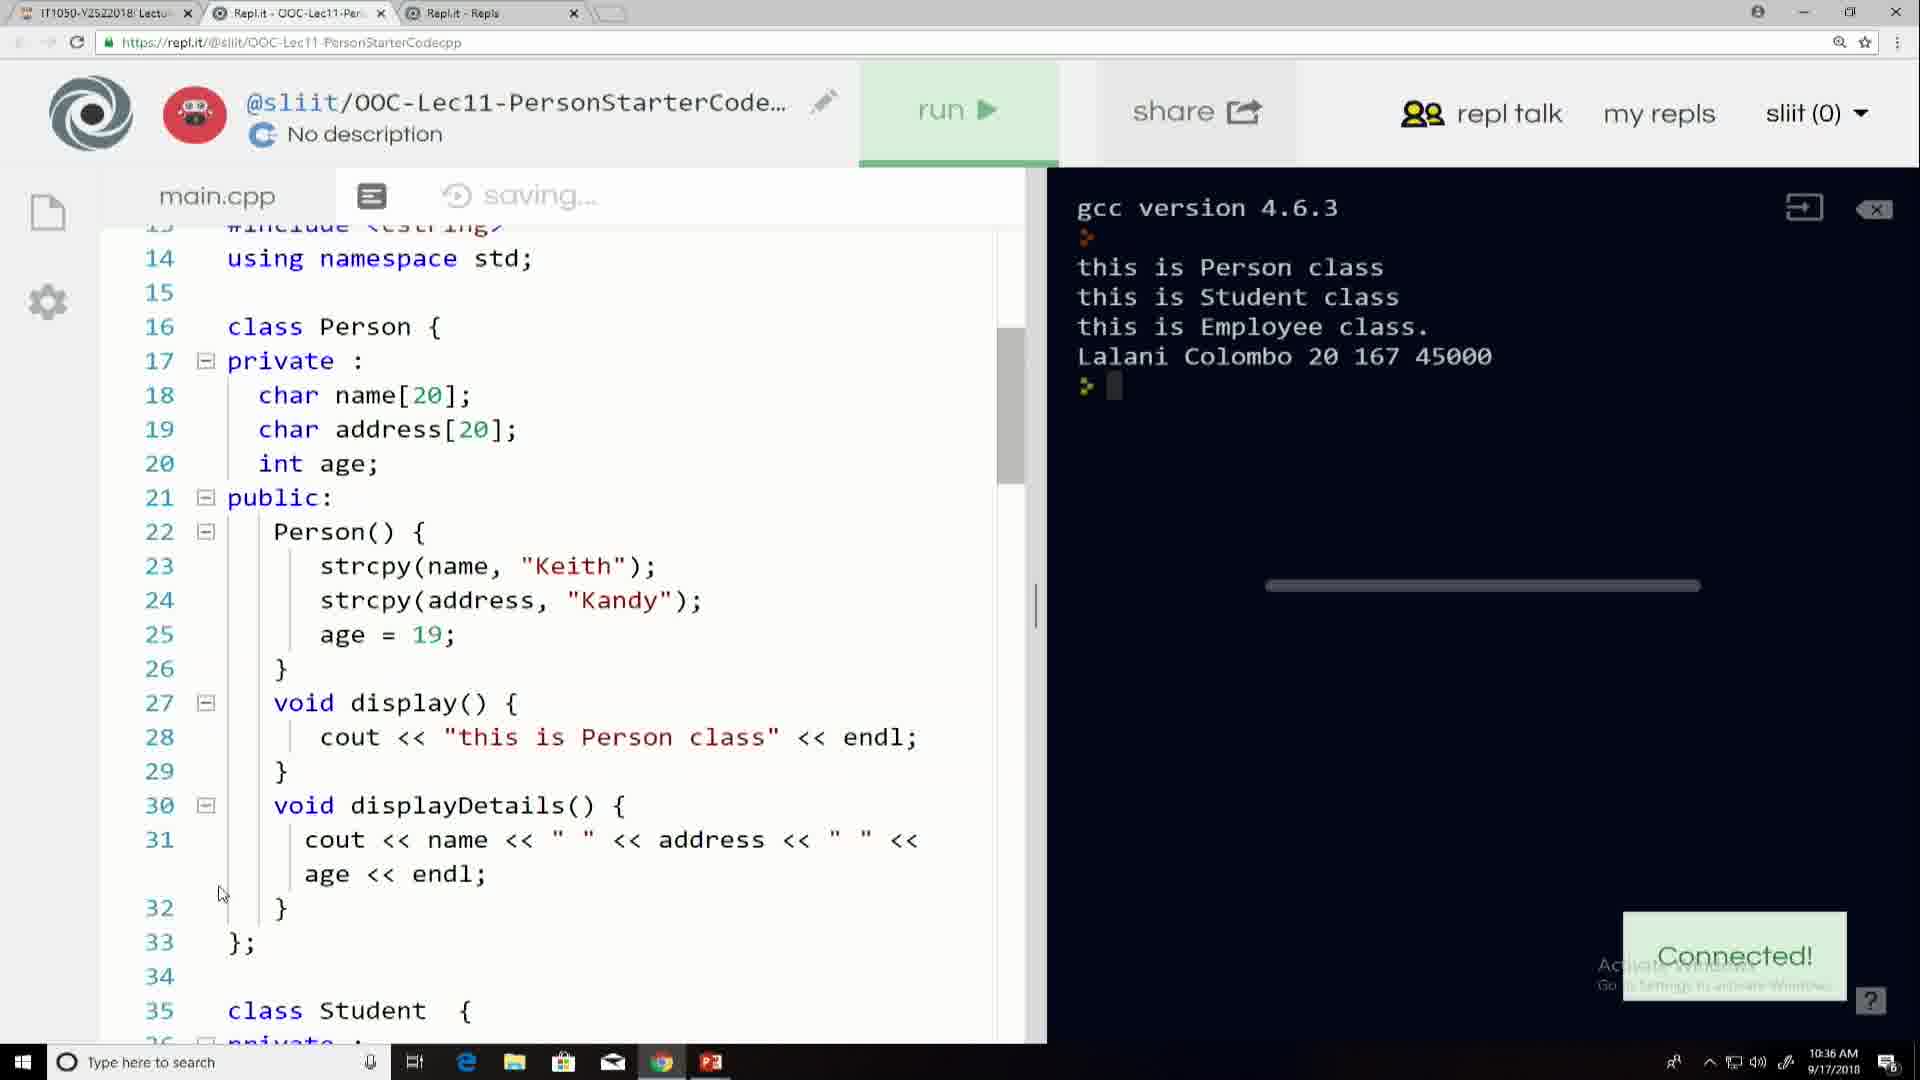 IT1050-Y2S22018: Lectu
Repl.it - OOC-Lec11-Per
Repl.it - Repls
https://repl.it/@sliit/OOC-Lec11-PersonStarterCodecpp
@sliit/OOC-Lec11-PersonStarterCode...
No description
run
share
repl talk
my repls
sliit (0)
main.cpp
saving...
13 #include <cstring>
14 using namespace std;
15
16 class Person {
17 private :
18 char name[20];
19 char address[20];
20 int age;
21 public:
22 Person() {
23 strcpy(name, "Keith");
24 strcpy(address, "Kandy");
25 age = 19;
26 }
27 void display() {
28 cout << "this is Person class" << endl;
29 }
30 void displayDetails() {
31 cout << name << " " << address << " " <<
age << endl;
32 }
33 };
34
35 class Student {
36 private :
gcc version 4.6.3
this is Person class
this is Student class
this is Employee class.
Lalani Colombo 20 167 45000
Connected!
Activate Windows
Go to Settings to activate Windows.
?
Type here to search
10:36 AM
9/17/2018